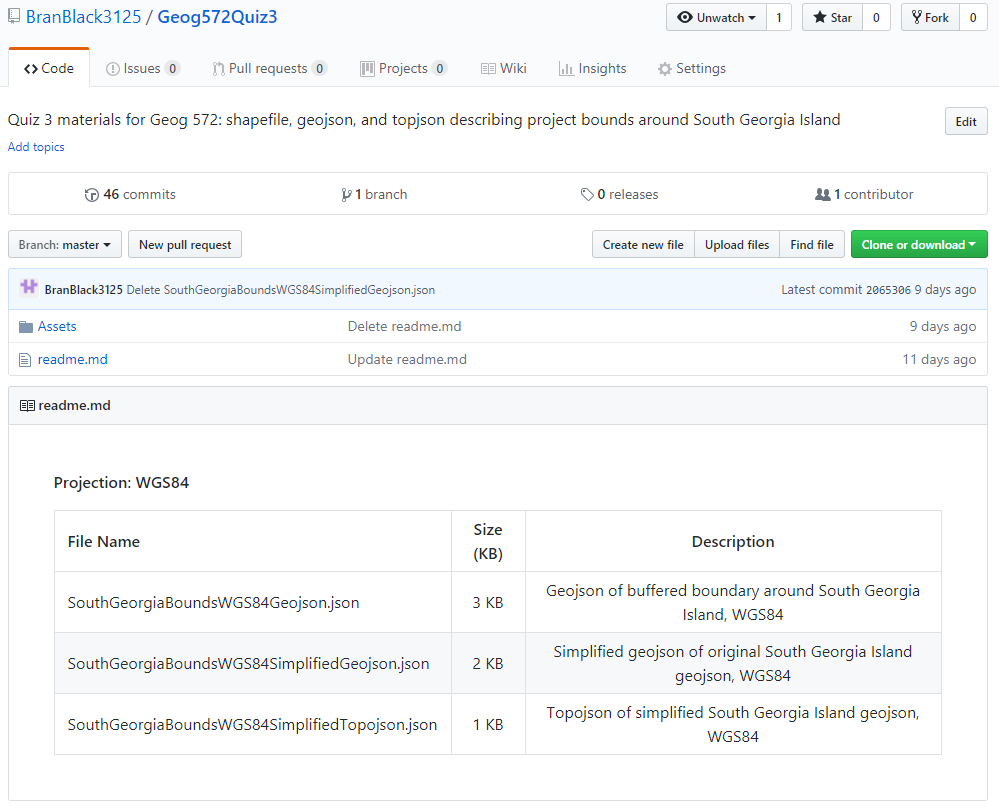 BranBlack3125 / Geog572Quiz3
Unwatch 1 Star 0 Fork 0
Code Issues 0 Pull requests 0 Projects 0 Wiki Insights Settings
Quiz 3 materials for Geog 572: shapefile, geojson, and topjson describing project bounds around South Georgia Island
Edit
Add topics
46 commits 1 branch 0 releases 1 contributor
Branch: master New pull request Create new file Upload files Find file Clone or download
BranBlack3125 Delete SouthGeorgiaBoundsWGS84SimplifiedGeojson.json Latest commit 2065306 9 days ago
Assets Delete readme.md 9 days ago
readme.md Update readme.md 11 days ago
readme.md
Projection: WGS84
File Name Size (KB) Description
SouthGeorgiaBoundsWGS84Geojson.json 3 KB Geojson of buffered boundary around South Georgia
Island, WGS84
SouthGeorgiaBoundsWGS84SimplifiedGeojson.json 2 KB Simplified geojson of original South Georgia Island
geojson, WGS84
SouthGeorgiaBoundsWGS84SimplifiedTopojson.json 1 KB Topojson of simplified South Georgia Island geojson,
WGS84